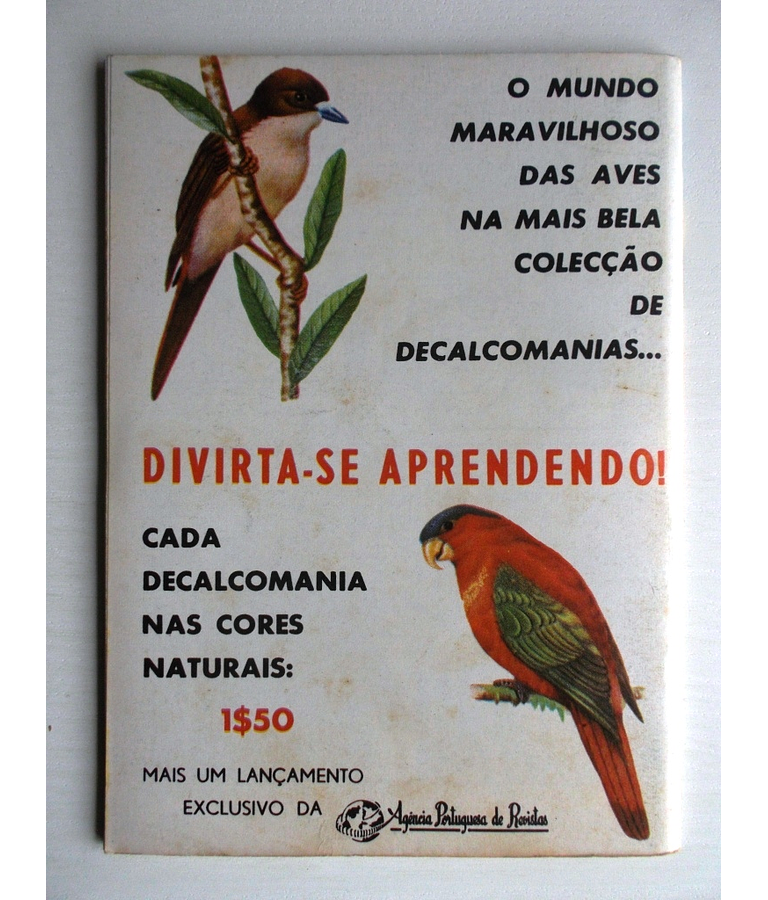 O MUNDO
MARAVILHOSO
DAS AVES
NA MAIS BELA
COLECÇÃO
DE
DECALCOMANIAS...
DIVIRTA-SE APRENDENDO!
CADA
DECALCOMANIA
NAS CORES
NATURAIS:
1$50
MAIS UM LANÇAMENTO
EXCLUSIVO DA Agência Portuguesa de Revistas